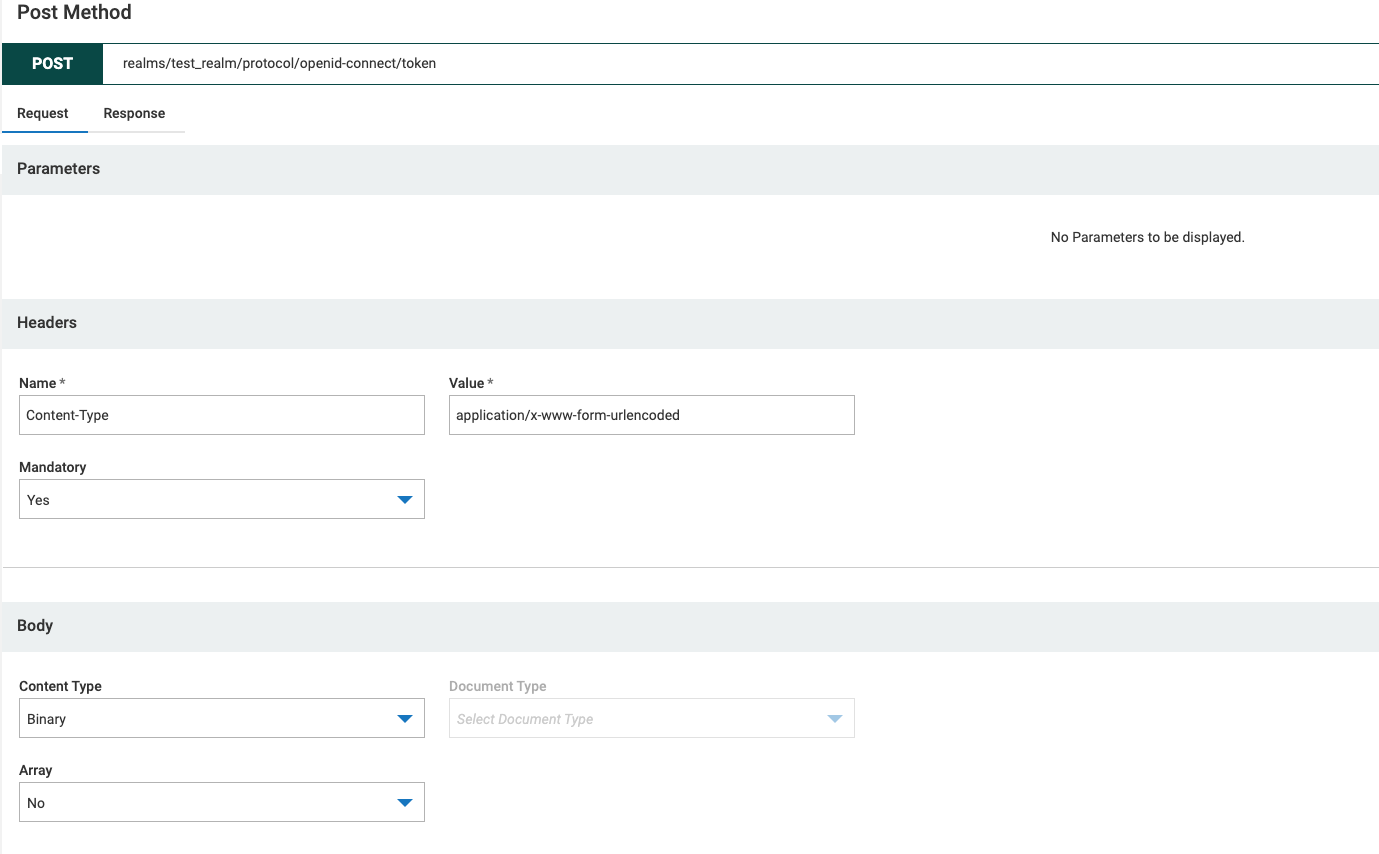 Post Method
POST realms/test_realm/protocol/openid-connect/token
Request Response
Parameters
No Parameters to be displayed.
Headers
Name * Value *
Content-Type application/x-www-form-urlencoded
Mandatory
Yes
Body
Content Type Document Type
Binary Select Document Type
Array
No